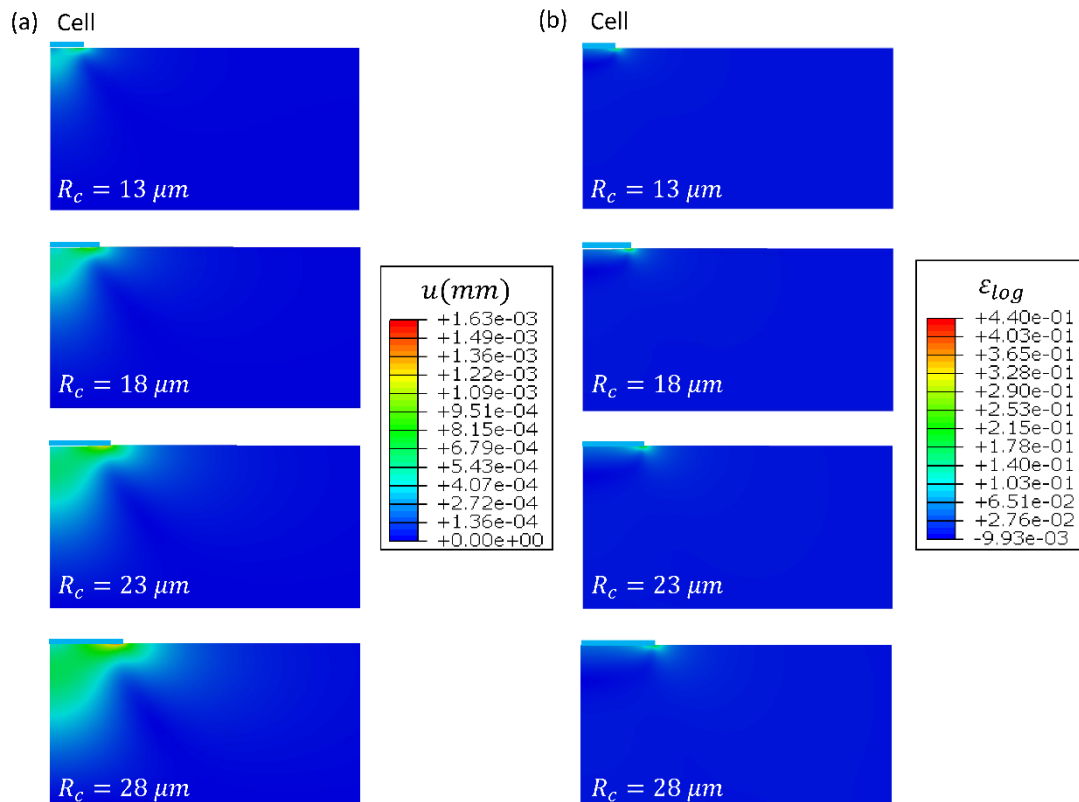 (a) Cell
R_c = 13 μm
R_c = 18 μm
R_c = 23 μm
R_c = 28 μm
u(mm)
+1.63e-03
+1.49e-03
+1.36e-03
+1.22e-03
+1.09e-03
+9.51e-04
+8.15e-04
+6.79e-04
+5.43e-04
+4.07e-04
+2.72e-04
+1.36e-04
+0.00e+00
(b) Cell
R_c = 13 μm
R_c = 18 μm
R_c = 23 μm
R_c = 28 μm
ε_log
+4.40e-01
+4.03e-01
+3.65e-01
+3.28e-01
+2.90e-01
+2.53e-01
+2.15e-01
+1.78e-01
+1.40e-01
+1.03e-01
+6.51e-02
+2.76e-02
-9.93e-03